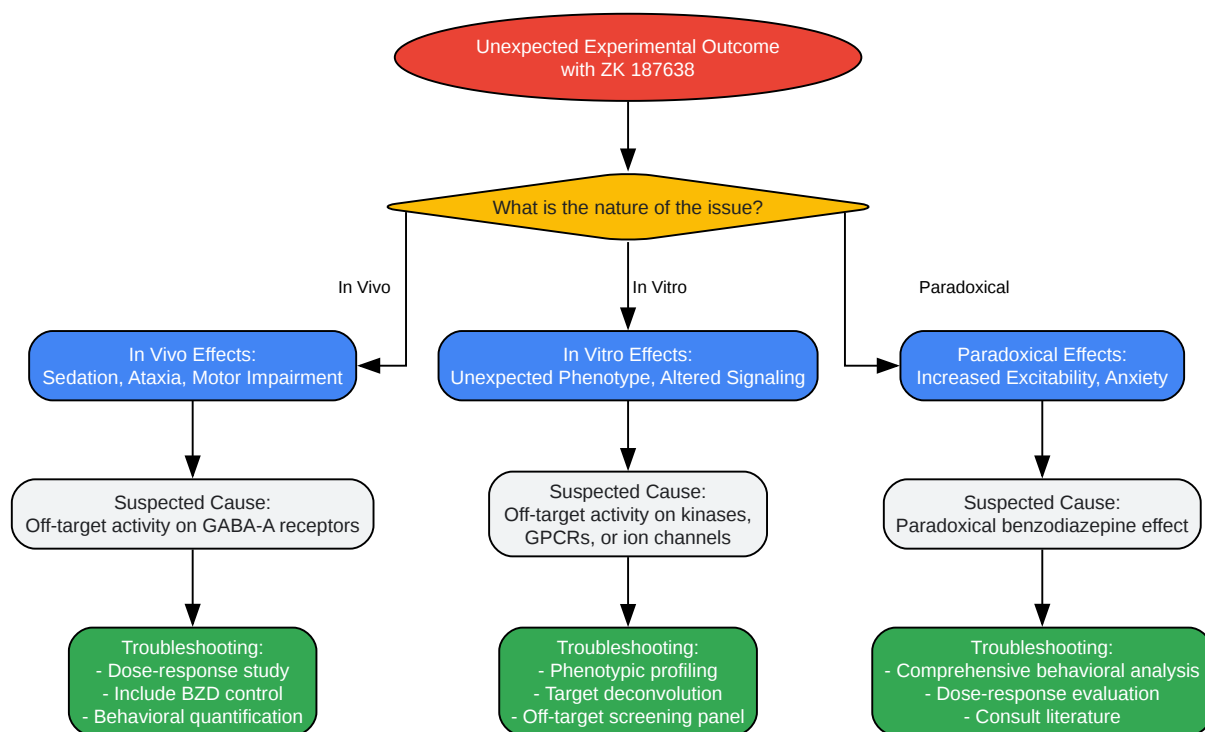 Unexpected Experimental Outcome
with ZK 187638
What is the nature of the issue?
In Vivo
In Vitro
Paradoxical
In Vivo Effects:
Sedation, Ataxia, Motor Impairment
In Vitro Effects:
Unexpected Phenotype, Altered Signaling
Paradoxical Effects:
Increased Excitability, Anxiety
Suspected Cause:
Off-target activity on GABA-A receptors
Suspected Cause:
Off-target activity on kinases,
GPCRs, or ion channels
Suspected Cause:
Paradoxical benzodiazepine effect
Troubleshooting:
- Dose-response study
- Include BZD control
- Behavioral quantification
Troubleshooting:
- Phenotypic profiling
- Target deconvolution
- Off-target screening panel
Troubleshooting:
- Comprehensive behavioral analysis
- Dose-response evaluation
- Consult literature